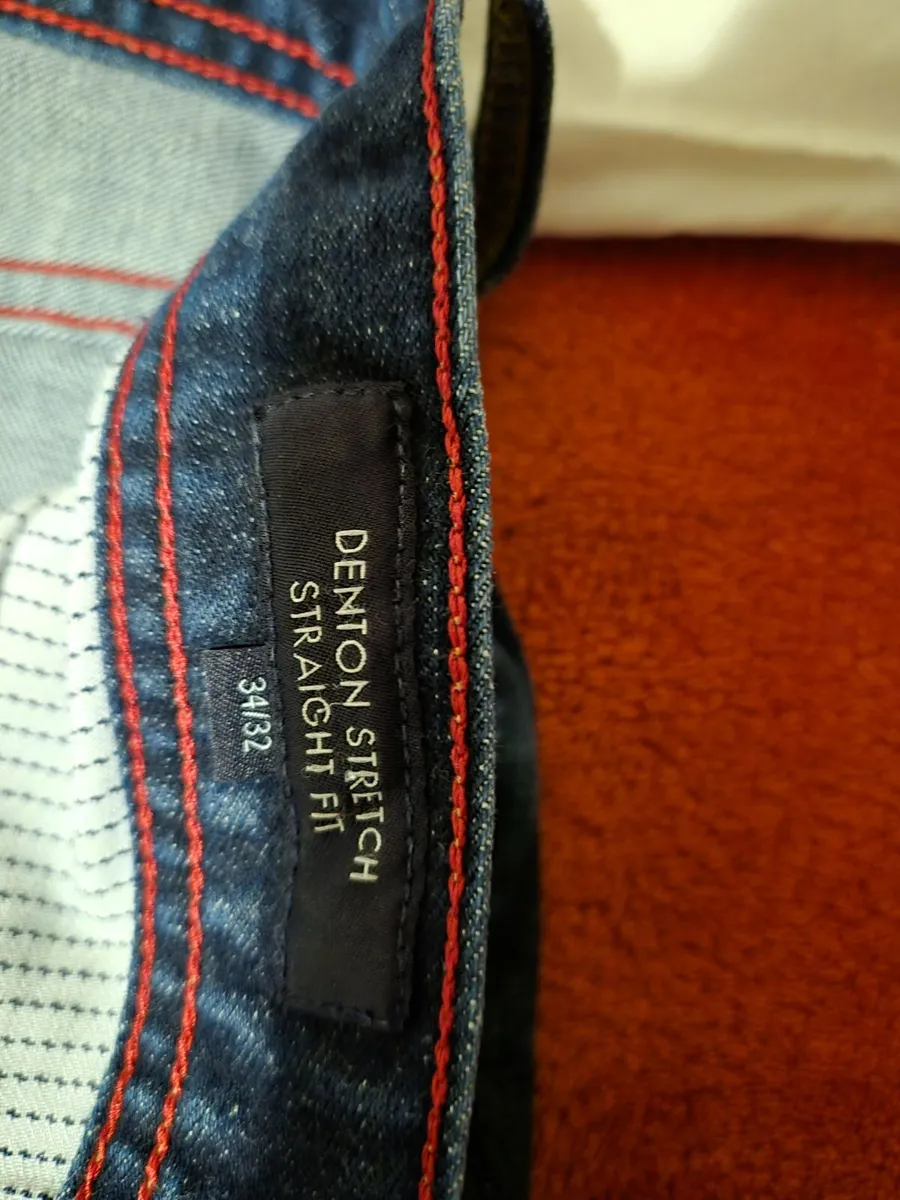 DENTON STRETCH
STRAIGHT FIT
34/32